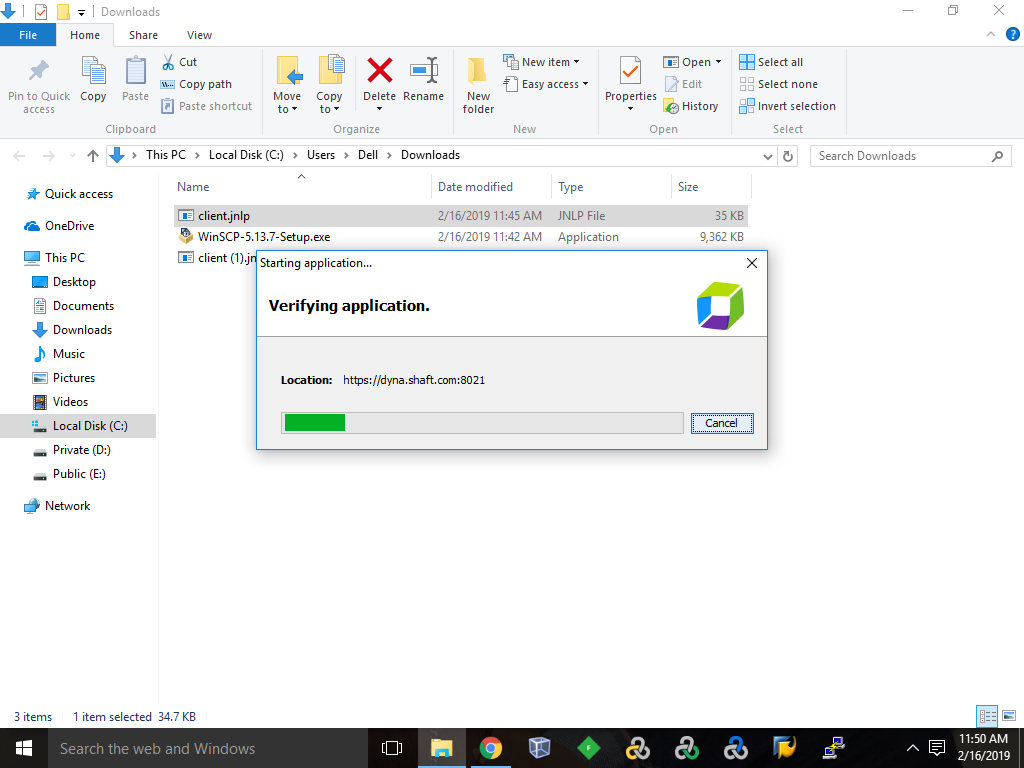 Downloads
File Home Share View
Pin to Quick access
Copy
Paste
Cut
Copy path
Paste shortcut
Clipboard
Move to
Copy to
Delete
Rename
Organize
New folder
New item
Easy access
New
Properties
Open
Edit
History
Open
Select all
Select none
Invert selection
Select
This PC Local Disk (C:) Users Dell Downloads
Search Downloads
Quick access
OneDrive
This PC
Desktop
Documents
Downloads
Music
Pictures
Videos
Local Disk (C:)
Private (D:)
Public (E:)
Network
Name Date modified Type Size
client.jnlp 2/16/2019 11:45 AM JNLP File 35 KB
WinSCP-5.13.7-Setup.exe 2/16/2019 11:42 AM Application 9,362 KB
client (1).jn
Starting application...
Verifying application.
Location: https://dyna.shaft.com:8021
Cancel
3 items 1 item selected 34.7 KB
Search the web and Windows
11:50 AM
2/16/2019